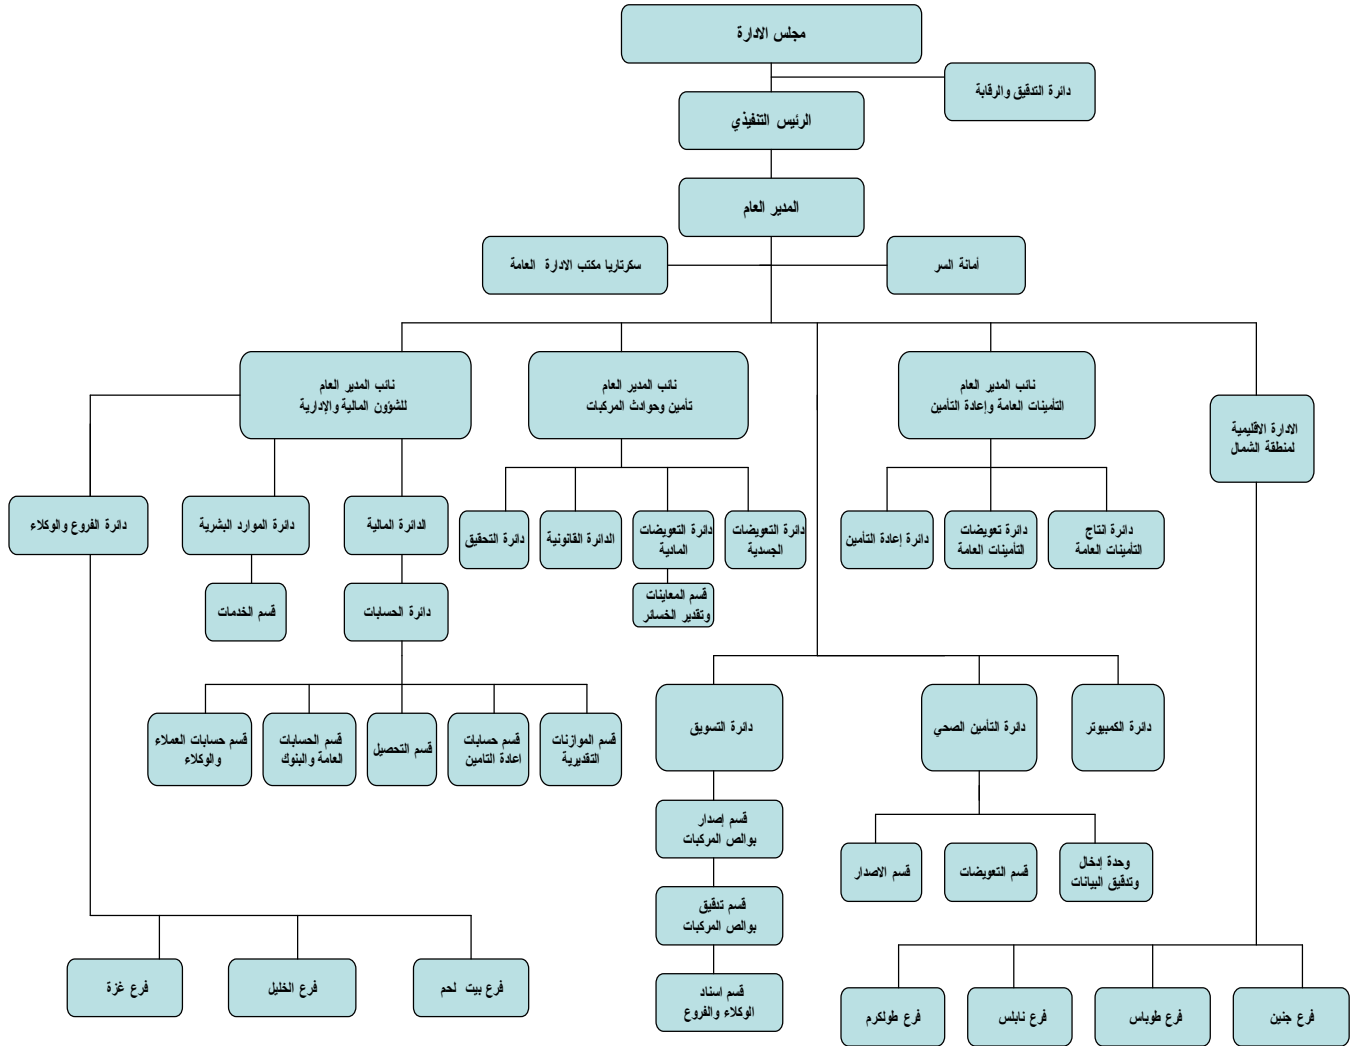 مجلس الادارة
دائرة التدقيق والرقابة
الرئيس التنفيذي
المدير العام
أمانة السر
سكرتاريا مكتب الادارة العامة
نائب المدير العام
التأمينات العامة وإعادة التأمين
نائب المدير العام
تأمين وحوادث المركبات
نائب المدير العام
للشؤون المالية والإدارية
الادارة الاقليمية
لمنطقة الشمال
دائرة انتاج
التأمينات العامة
دائرة تعويضات
التأمينات العامة
دائرة إعادة التأمين
دائرة التعويضات
الجسدية
دائرة التعويضات
المادية
الدائرة القانونية
دائرة التحقيق
الدائرة المالية
دائرة الموارد البشرية
دائرة الفروع والوكلاء
قسم المعاينات
وتقدير الخسائر
دائرة الحسابات
قسم الخدمات
دائرة الكمبيوتر
دائرة التأمين الصحي
دائرة التسويق
قسم الموازنات
التقديرية
قسم حسابات
اعادة التامين
قسم التحصيل
قسم الحسابات
العامة والبنوك
قسم حسابات العملاء
والوكلاء
قسم إصدار
بوالص المركبات
وحدة إدخال
وتدقيق البيانات
قسم التعويضات
قسم الاصدار
قسم تدقيق
بوالص المركبات
قسم اسناد
الوكلاء والفروع
فرع بيت لحم
فرع الخليل
فرع غزة
فرع جنين
فرع طوباس
فرع نابلس
فرع طولكرم